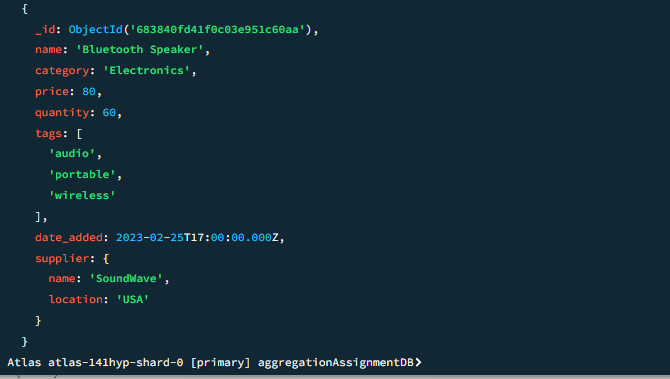 {
_id: ObjectId('683840fd41f0c03e951c60aa'),
name: 'Bluetooth Speaker',
category: 'Electronics',
price: 80,
quantity: 60,
tags: [
'audio',
'portable',
'wireless'
],
date_added: 2023-02-25T17:00:00.000Z,
supplier: {
name: 'SoundWave',
location: 'USA'
}
}
Atlas atlas-141hyp-shard-0 [primary] aggregationAssignmentDB>